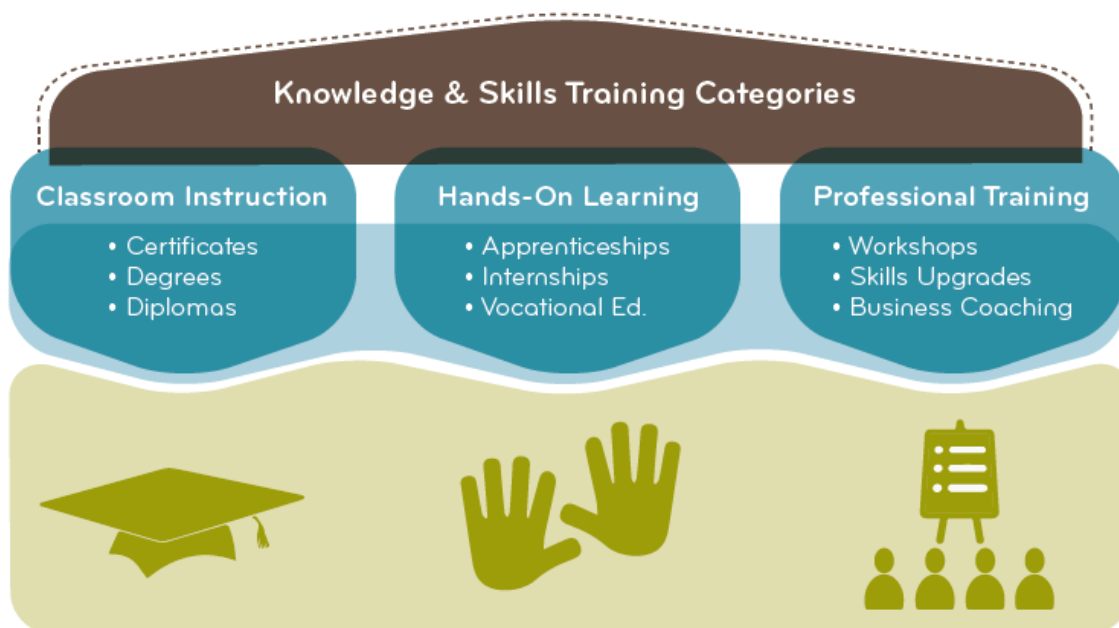 Knowledge & Skills Training Categories
Classroom Instruction
• Certificates
• Degrees
• Diplomas
Hands-On Learning
• Apprenticeships
• Internships
• Vocational Ed.
Professional Training
• Workshops
• Skills Upgrades
• Business Coaching